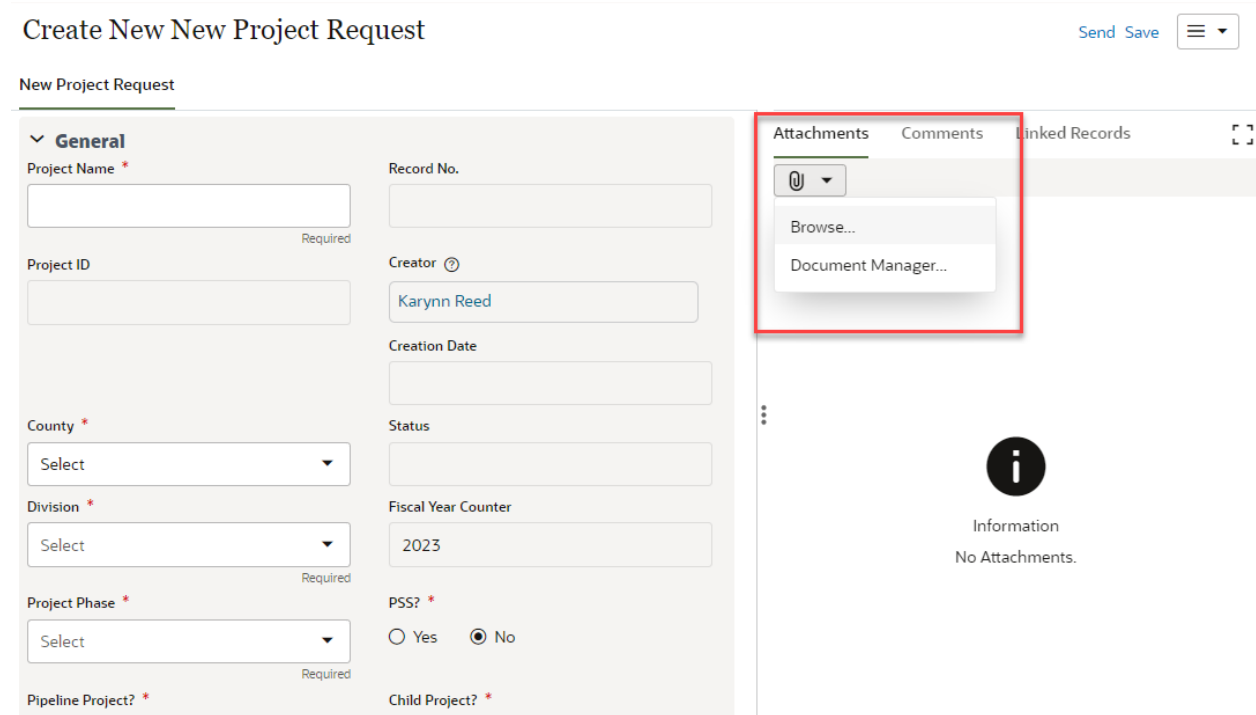 Create New New Project Request
Send Save
New Project Request
General
Project Name *
Required
Project ID
County *
Select
Division *
Select
Required
Project Phase *
Select
Required
Pipeline Project? *
Record No.
Creator ?
Karynn Reed
Creation Date
Status
Fiscal Year Counter
2023
PSS? *
Yes No
Child Project? *
Attachments Comments Linked Records
Browse...
Document Manager...
Information
No Attachments.